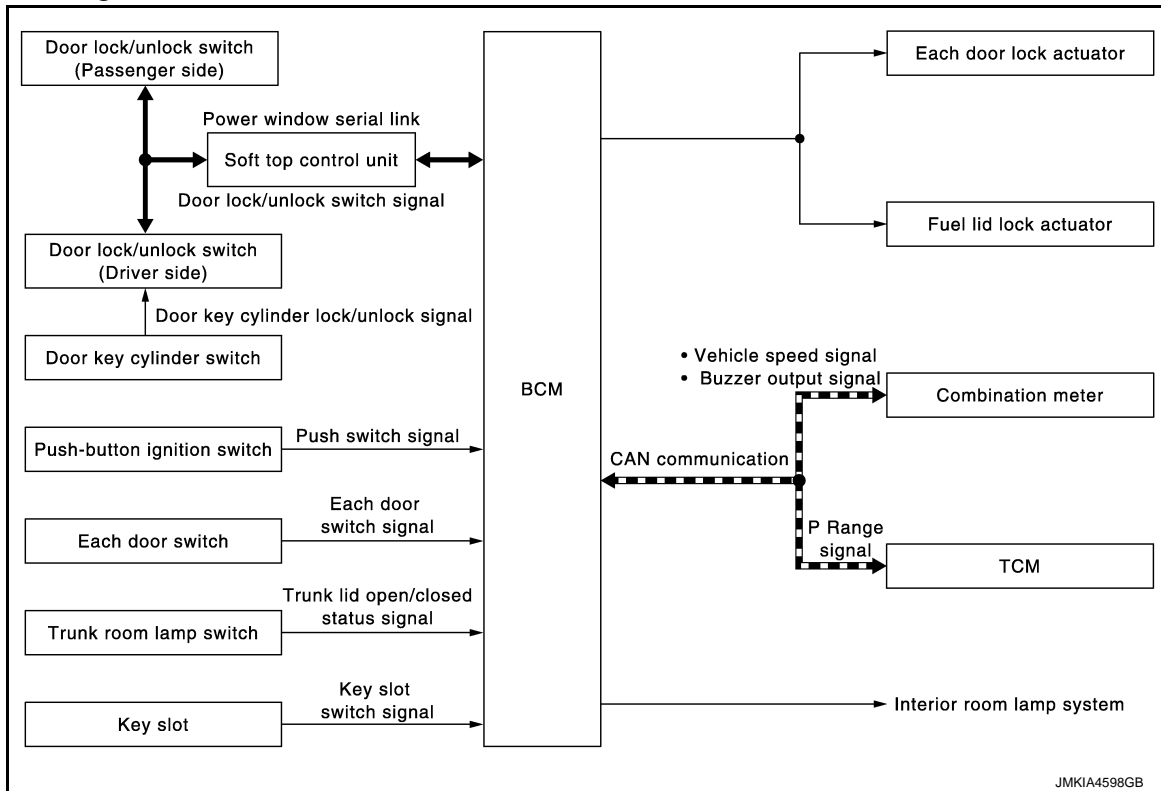 Door lock/unlock switch
(Passenger side)
Power window serial link
Soft top control unit
Door lock/unlock switch signal
Door lock/unlock switch
(Driver side)
Door key cylinder lock/unlock signal
Door key cylinder switch
Push-button ignition switch
Push switch signal
Each door
switch signal
Each door switch
Trunk lid open/closed
status signal
Trunk room lamp switch
Key slot
switch signal
Key slot
BCM
Each door lock actuator
Fuel lid lock actuator
• Vehicle speed signal
• Buzzer output signal
Combination meter
CAN communication
P Range
signal
TCM
Interior room lamp system
JMKIA4598GB